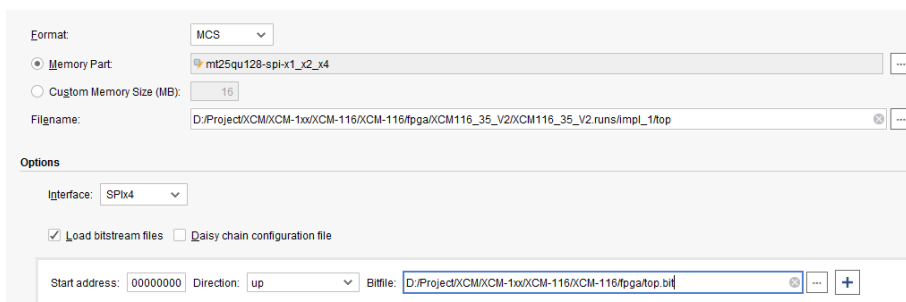 Format: MCS
Memory Part: mt25qu128-spi-x1_x2_x4 ...
Custom Memory Size (MB): 16
Filename: D:/Project/XCM/XCM-1xx/XCM-116/XCM-116/fpga/XCM116_35_V2/XCM116_35_V2.runs/impl_1/top ...
Options
Interface: SPIx4
Load bitstream files Daisy chain configuration file
Start address: 00000000 Direction: up Bitfile: D:/Project/XCM/XCM-1xx/XCM-116/XCM-116/fpga/top.bit ... +